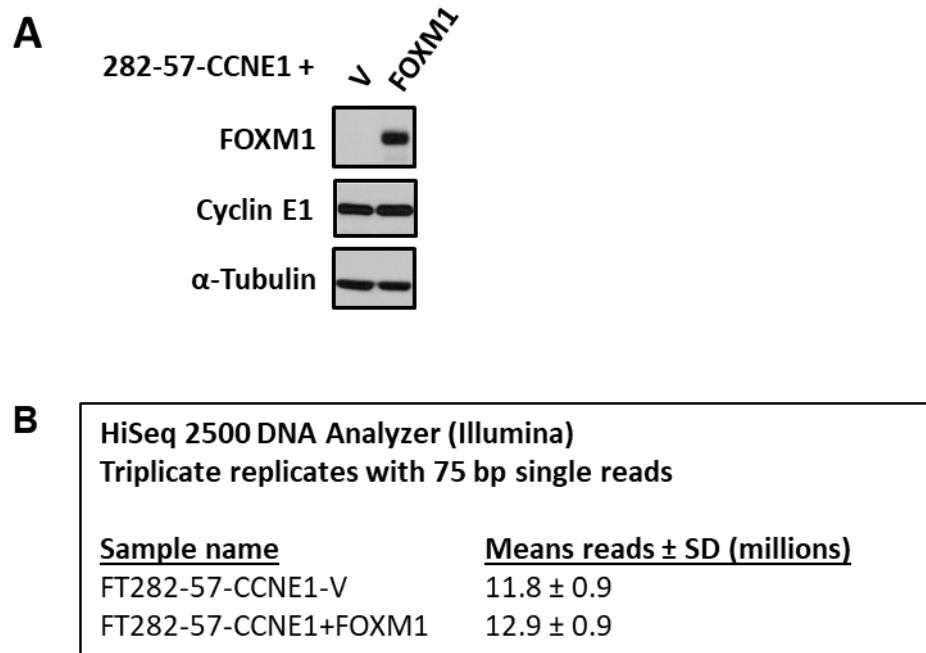 A
282-57-CCNE1 +
V
FOXM1
FOXM1
Cyclin E1
α-Tubulin
B
HiSeq 2500 DNA Analyzer (Illumina)
Triplicate replicates with 75 bp single reads
Sample name Means reads ± SD (millions)
FT282-57-CCNE1-V 11.8 ± 0.9
FT282-57-CCNE1+FOXM1 12.9 ± 0.9